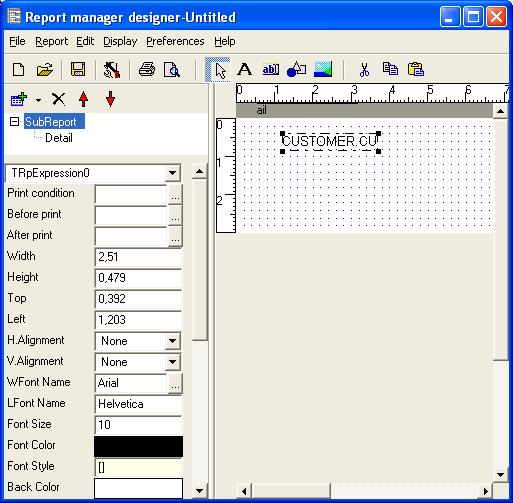 Report manager designer-Untitled
File Report Edit Display Preferences Help
A ab|
0 1 2 3 4 5 6 7
ail
SubReport
Detail
0
1
2
CUSTOMER.CU
TRpExpression0
Print condition ...
Before print ...
After print ...
Width 2,51
Height 0,479
Top 0,392
Left 1,203
H.Alignment None
V.Alignment None
WFont Name Arial ...
LFont Name Helvetica
Font Size 10
Font Color
Font Style []
Back Color